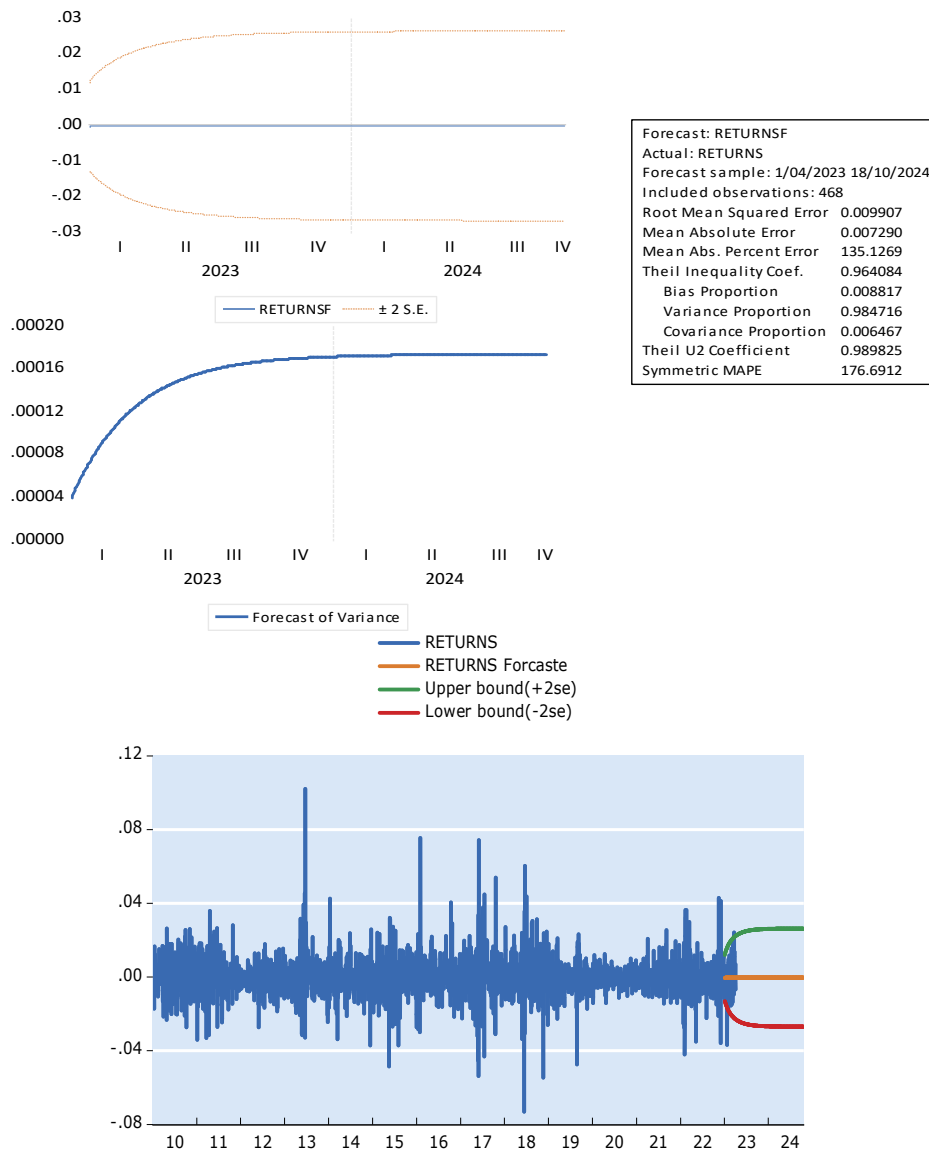 .03
.02
.01
.00
-.01
-.02
-.03
I II III IV I II III IV
2023 2024
RETURNSF ± 2 S.E.
Forecast: RETURNSF
Actual: RETURNS
Forecast sample: 1/04/2023 18/10/2024
Included observations: 468
Root Mean Squared Error 0.009907
Mean Absolute Error 0.007290
Mean Abs. Percent Error 135.1269
Theil Inequality Coef. 0.964084
Bias Proportion 0.008817
Variance Proportion 0.984716
Covariance Proportion 0.006467
Theil U2 Coefficient 0.989825
Symmetric MAPE 176.6912
.00020
.00016
.00012
.00008
.00004
.00000
I II III IV I II III IV
2023 2024
Forecast of Variance
RETURNS
RETURNS Forcaste
Upper bound(+2se)
Lower bound(-2se)
.12
.08
.04
.00
-.04
-.08
10 11 12 13 14 15 16 17 18 19 20 21 22 23 24